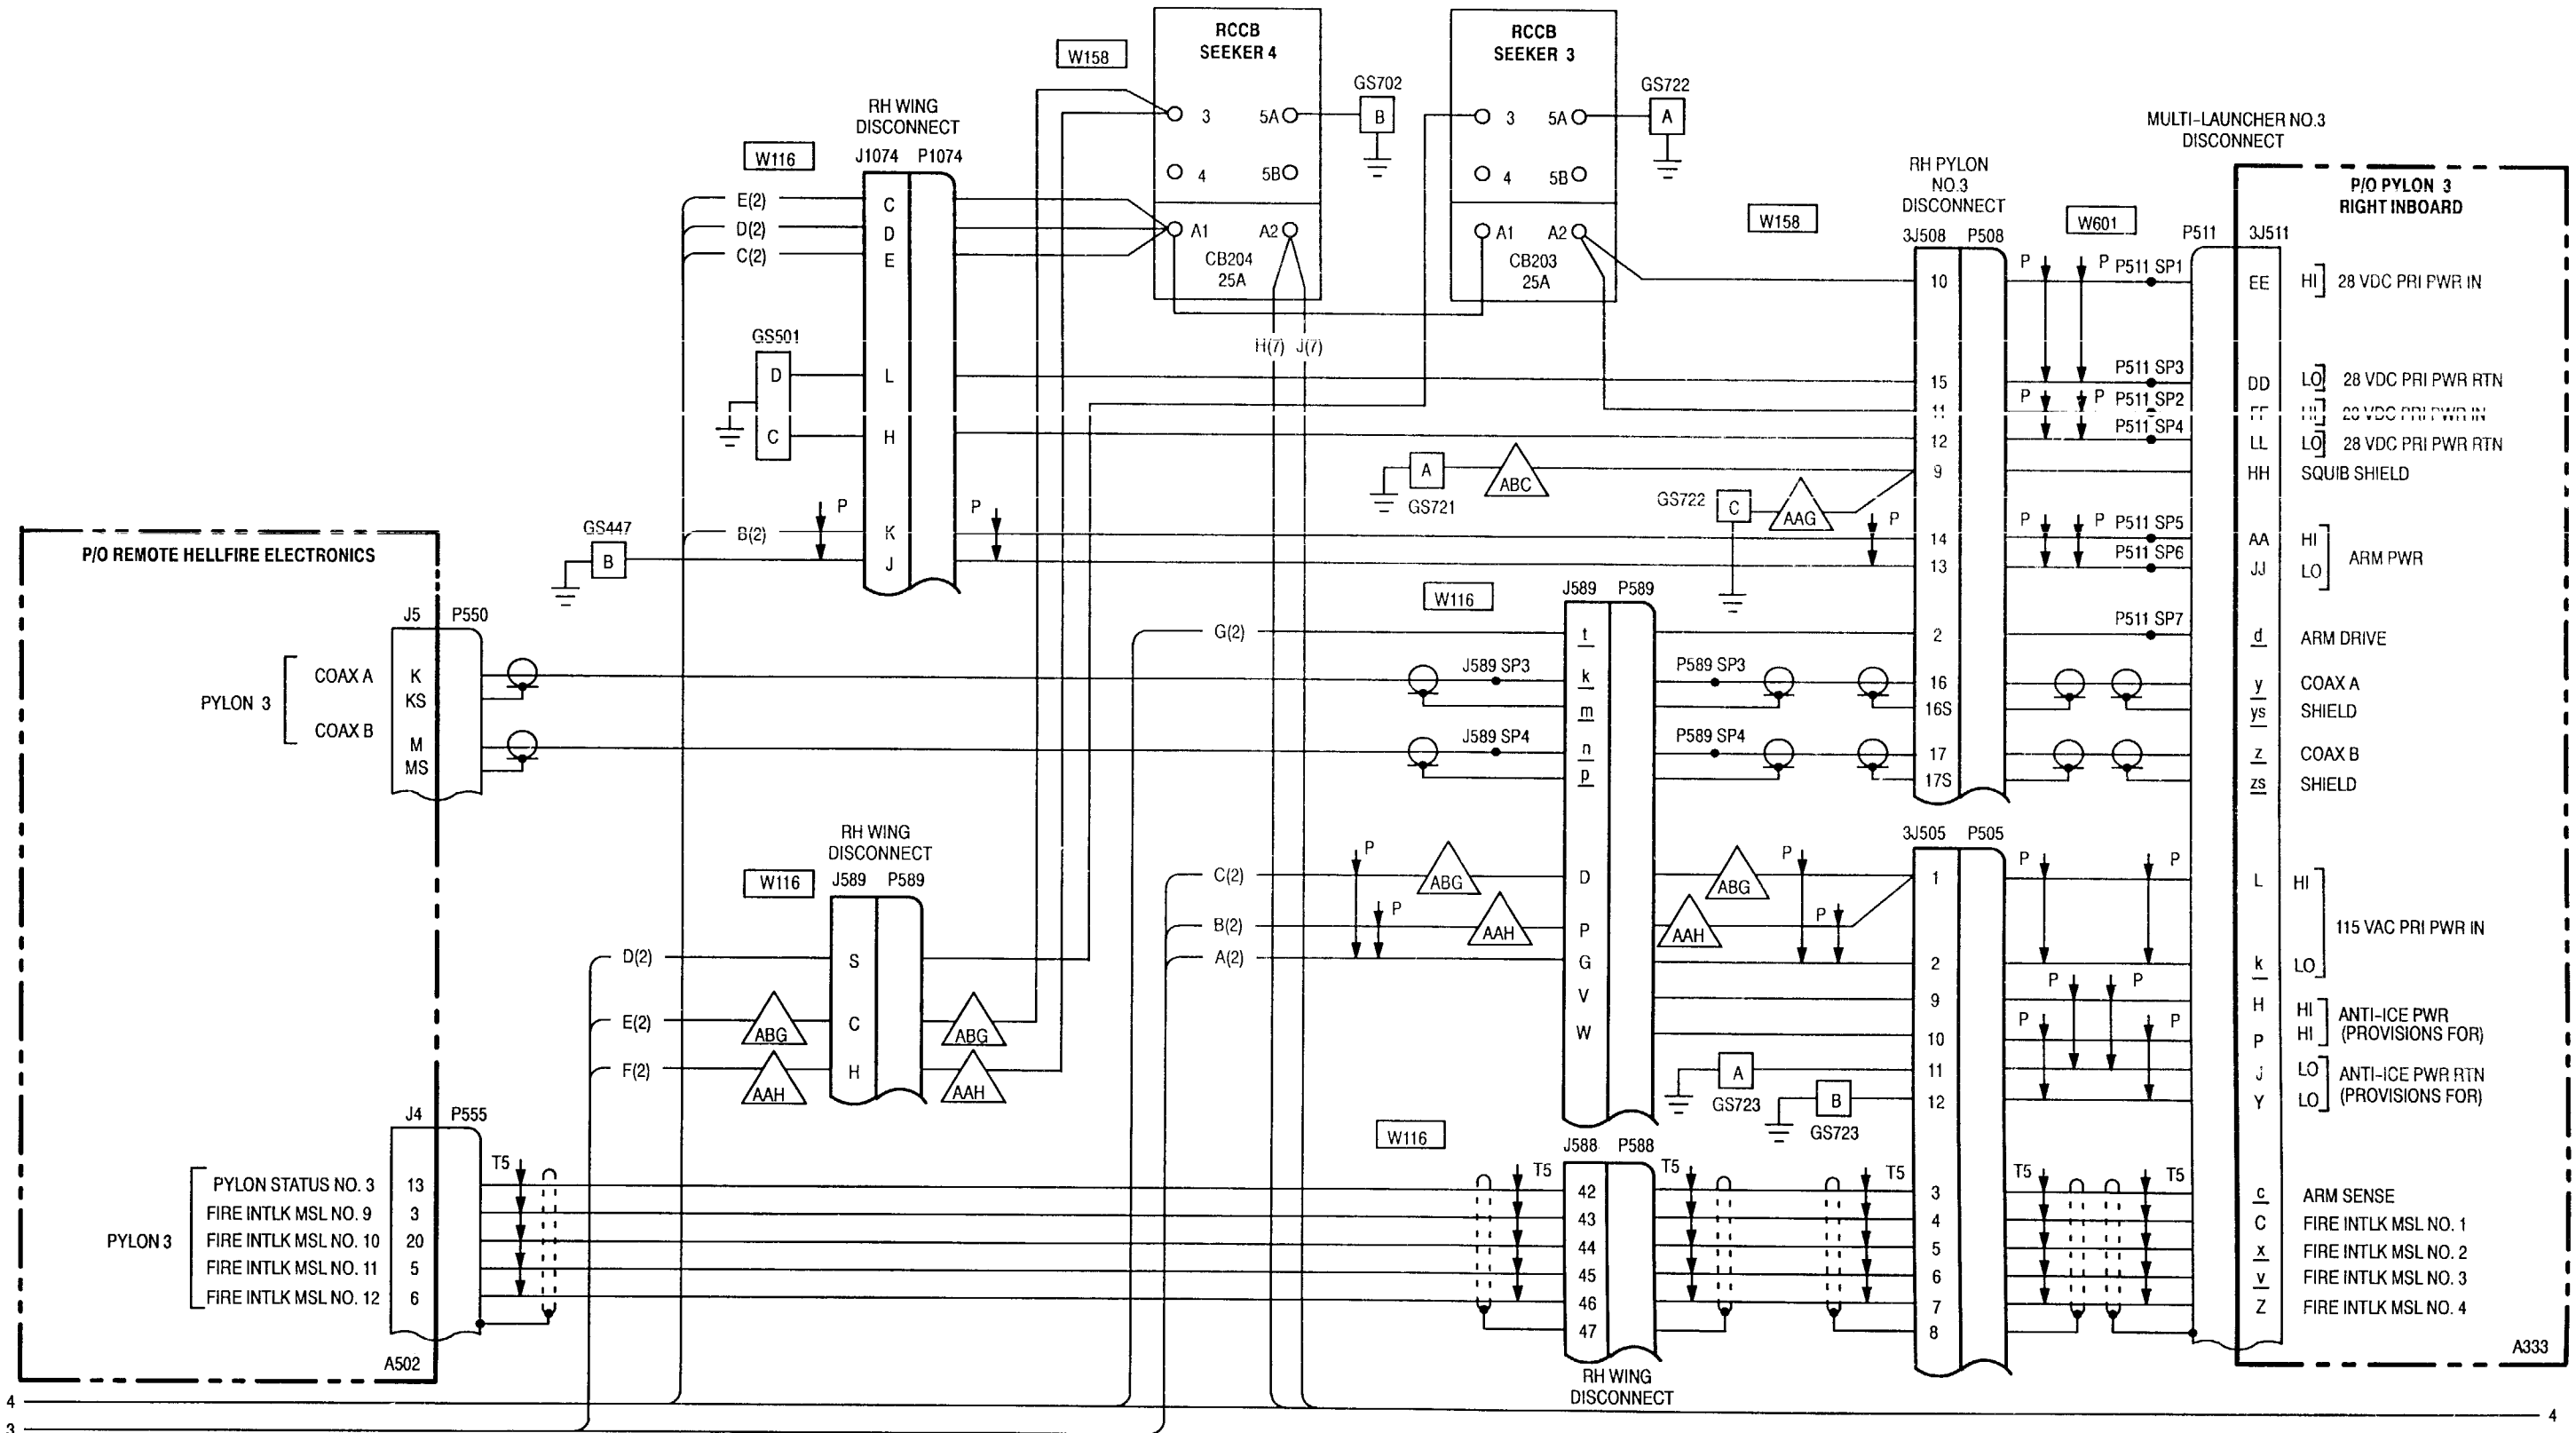 RCCB
SEEKER 4
3
5A
4
5B
A1
A2
CB204
25A
GS702
B
W158
RCCB
SEEKER 3
3
5A
4
5B
A1
A2
CB203
25A
GS722
A
RH WING
DISCONNECT
W116
J1074 P1074
E(2) C
D(2) D
C(2) E
GS501
D L
C H
B(2) P K P
GS447
B J
H(7) J(7)
W158
RH PYLON
NO.3
DISCONNECT
3J508 P508
10
15
11
12
9
14
13
2
16
16S
17
17S
A
GS721
ABC
GS722
C
AAG
P
W601
MULTI-LAUNCHER NO.3
DISCONNECT
P511 3J511
P/O PYLON 3
RIGHT INBOARD
P P P511 SP1 EE HI 28 VDC PRI PWR IN
P511 SP3 DD LO 28 VDC PRI PWR RTN
P P P511 SP2 FF HI 28 VDC PRI PWR IN
P511 SP4 LL LO 28 VDC PRI PWR RTN
HH SQUIB SHIELD
P P P511 SP5 AA HI
ARM PWR
P511 SP6 JJ LO
P511 SP7 d ARM DRIVE
y COAX A
ys SHIELD
z COAX B
zs SHIELD
P/O REMOTE HELLFIRE ELECTRONICS
J5 P550
PYLON 3
COAX A K
KS
COAX B
M
MS
W116
J589 P589
G(2) t
J589 SP3 k P589 SP3
m
J589 SP4 n P589 SP4
p
C(2) P ABG D ABG P
B(2) P AAH P AAH P
A(2) G
V
W
RH WING
DISCONNECT
W116
J589 P589
D(2) S
E(2) ABG C ABG
F(2) AAH H AAH
3J505 P505
1 P P L HI
115 VAC PRI PWR IN
2 k LO
9 P P H HI ANTI-ICE PWR
10 P P P HI (PROVISIONS FOR)
A
GS723
11 J LO ANTI-ICE PWR RTN
B
GS723
12 Y LO (PROVISIONS FOR)
J4 P555
PYLON 3
PYLON STATUS NO. 3 13
FIRE INTLK MSL NO. 9 3
FIRE INTLK MSL NO. 10 20
FIRE INTLK MSL NO. 11 5
FIRE INTLK MSL NO. 12 6
T5
A502
W116
J588 P588
T5 42 T5
43
44
45
46
47
RH WING
DISCONNECT
T5 3 T5 T5 c ARM SENSE
4 C FIRE INTLK MSL NO. 1
5 x FIRE INTLK MSL NO. 2
6 v FIRE INTLK MSL NO. 3
7 Z FIRE INTLK MSL NO. 4
8
A333
4 4
3